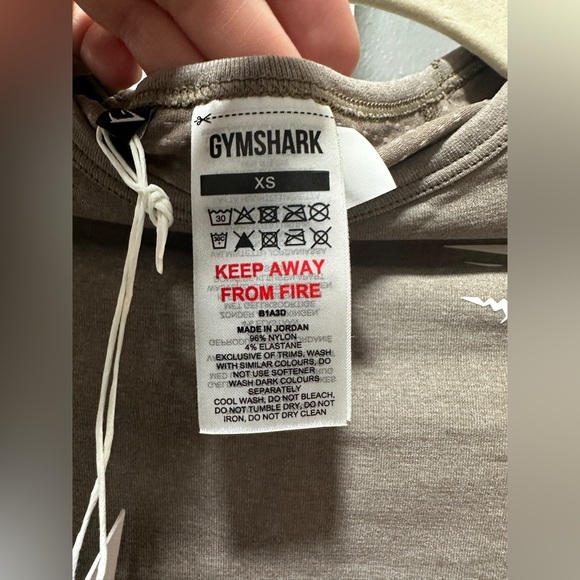 GYMSHARK
XS
30
30C
KEEP AWAY
FROM FIRE
B1A3D
MADE IN JORDAN
96% NYLON
4% ELASTANE
EXCLUSIVE OF TRIMS, WASH
WITH SIMILAR COLOURS, DO
NOT USE SOFTENER
WASH DARK COLOURS
SEPARATELY
COOL WASH, DO NOT BLEACH,
DO NOT TUMBLE DRY, DO NOT
IRON, DO NOT DRY CLEAN